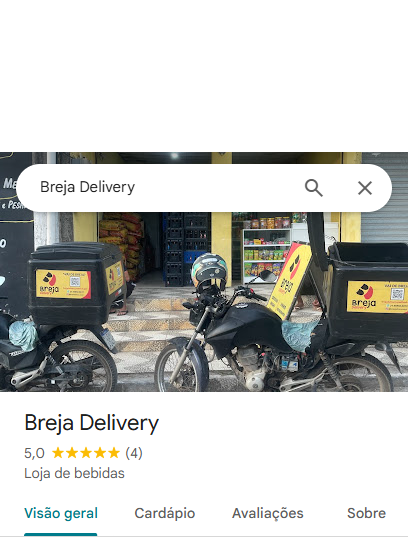 Breja Delivery
Breja
Breja
Breja
Breja Delivery
5,0 (4)
Loja de bebidas
Visão geral
Cardápio
Avaliações
Sobre